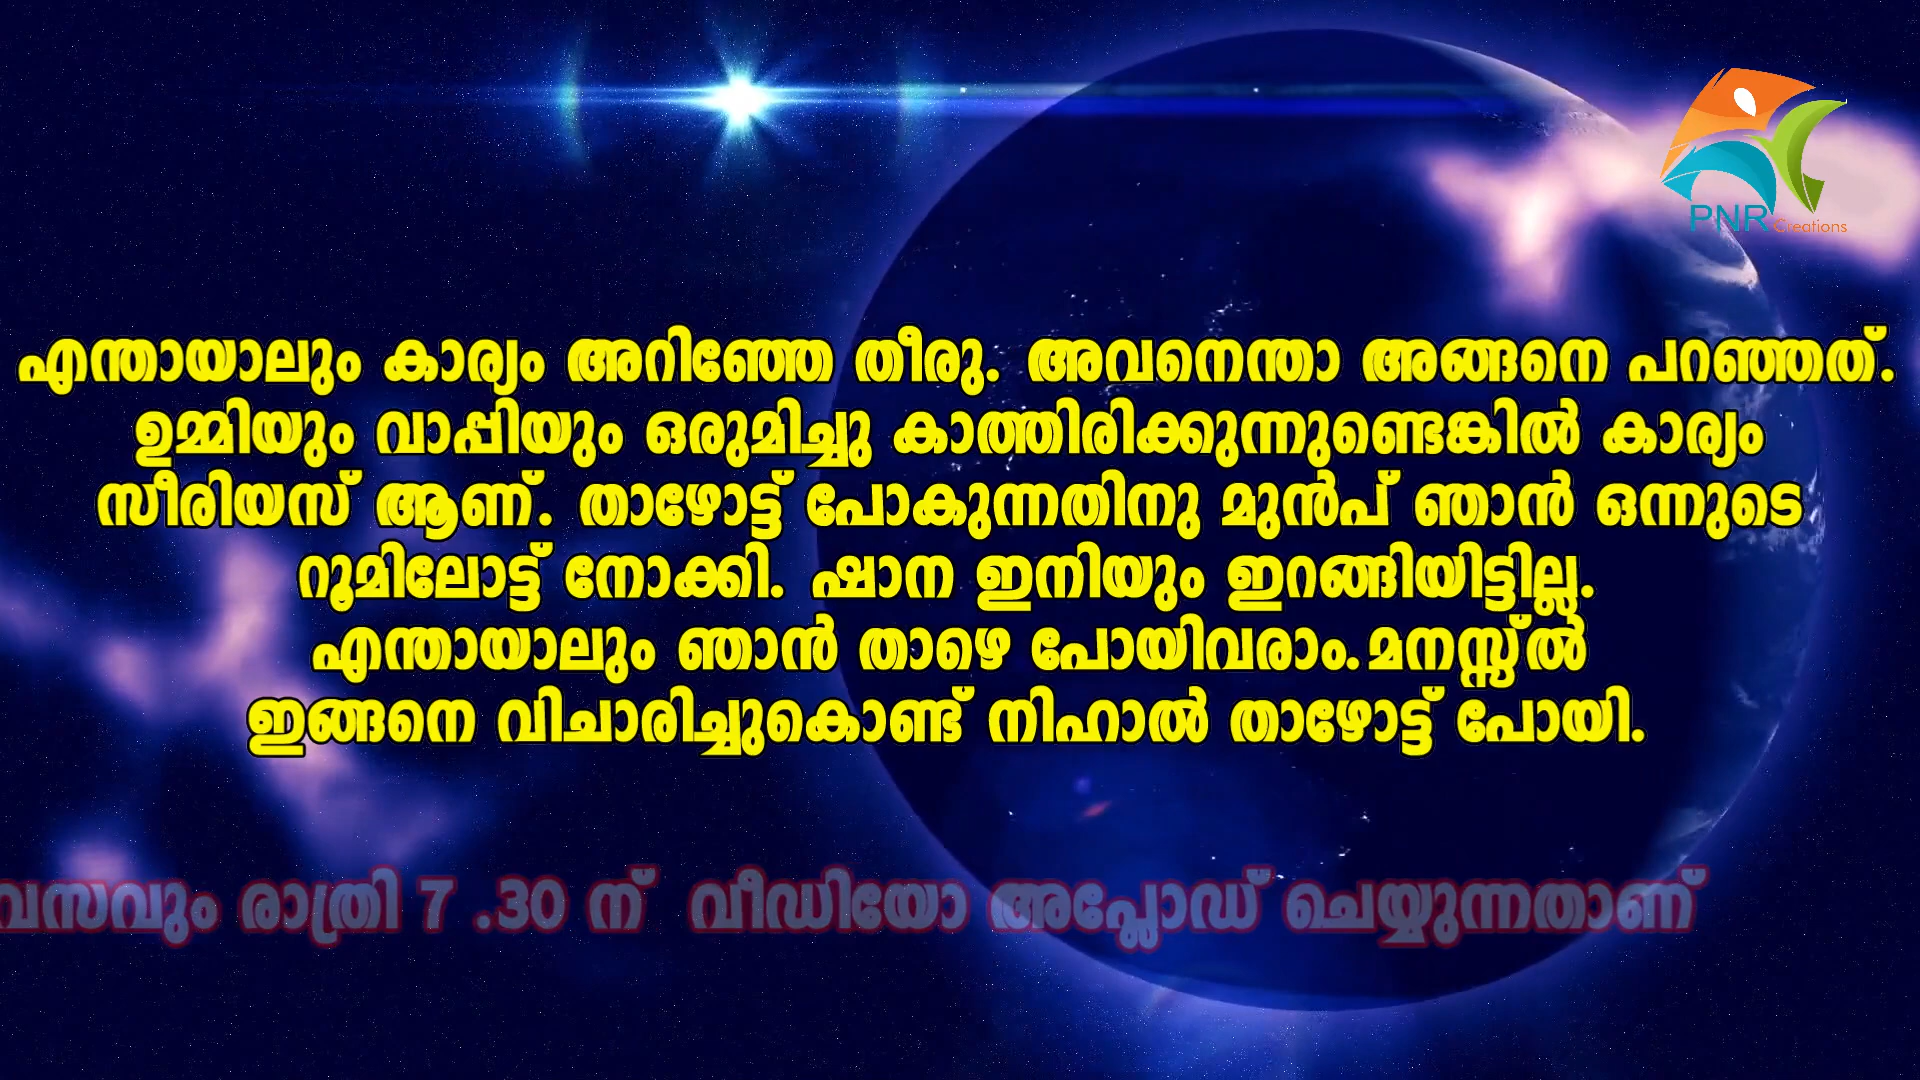 PNR Creations
എന്തായാലും കാര്യം അറിഞ്ഞേ തീരു. അവനെന്താ അങ്ങനെ പറഞ്ഞത്.
ഉമ്മിയും വാപ്പിയും ഒരുമിച്ചു കാത്തിരിക്കുന്നുണ്ടെങ്കിൽ കാര്യം
സീരിയസ് ആണ്. താഴോട്ട് പോകുന്നതിനു മുൻപ് ഞാൻ ഒന്നുടെ
റൂമിലോട്ട് നോക്കി. ഷാന ഇനിയും ഇറങ്ങിയിട്ടില്ല.
എന്തായാലും ഞാൻ താഴെ പോയിവരാം.മനസ്സ്ൽ
ഇങ്ങനെ വിചാരിച്ചുകൊണ്ട് നിഹാൽ താഴോട്ട് പോയി.
വസവും രാത്രി 7 .30 ന് വീഡിയോ അപ്ലോഡ് ചെയ്യുന്നതാണ്